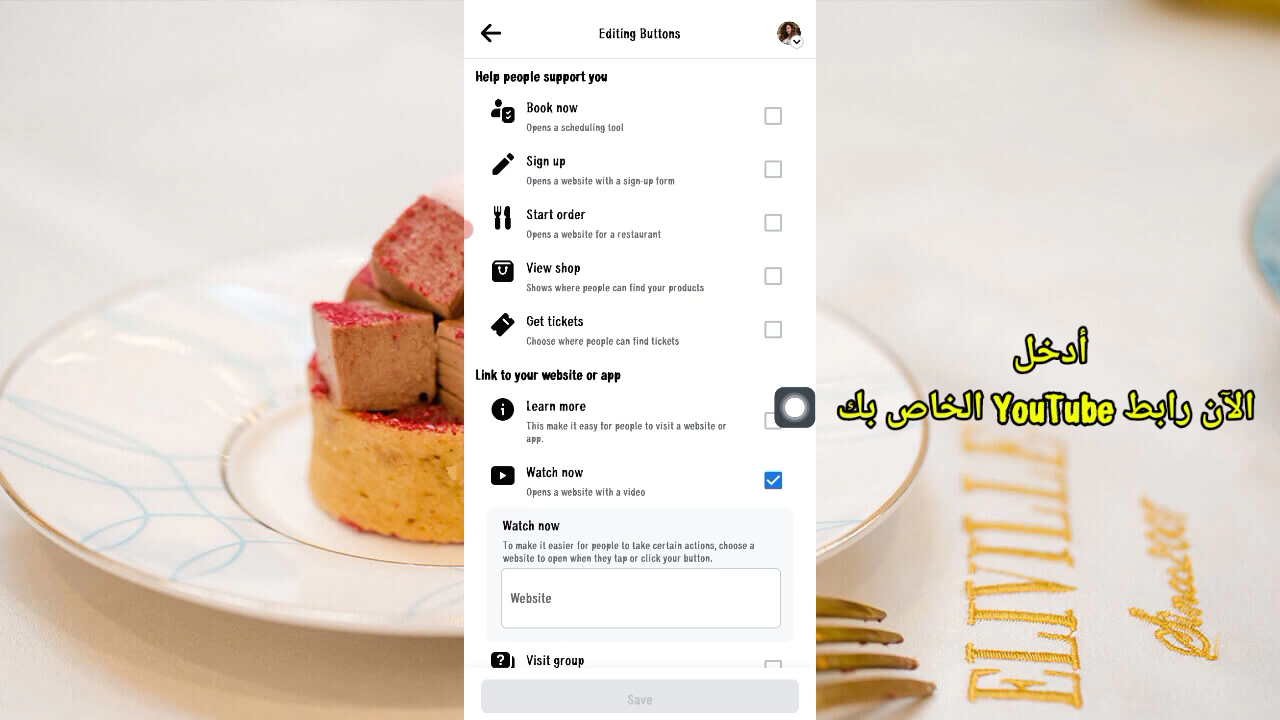 Editing Buttons
Help people support you
Book now
Opens a scheduling tool
Sign up
Opens a website with a sign-up form
Start order
Opens a website for a restaurant
View shop
Shows where people can find your products
Get tickets
Choose where people can find tickets
Link to your website or app
Learn more
This make it easy for people to visit a website or
app.
Watch now
Opens a website with a video
Watch now
To make it easier for people to take certain actions, choose a
website to open when they tap or click your button.
Website
Visit group
Save
أدخل
الآن رابط YouTube الخاص بك
ELIVILLE